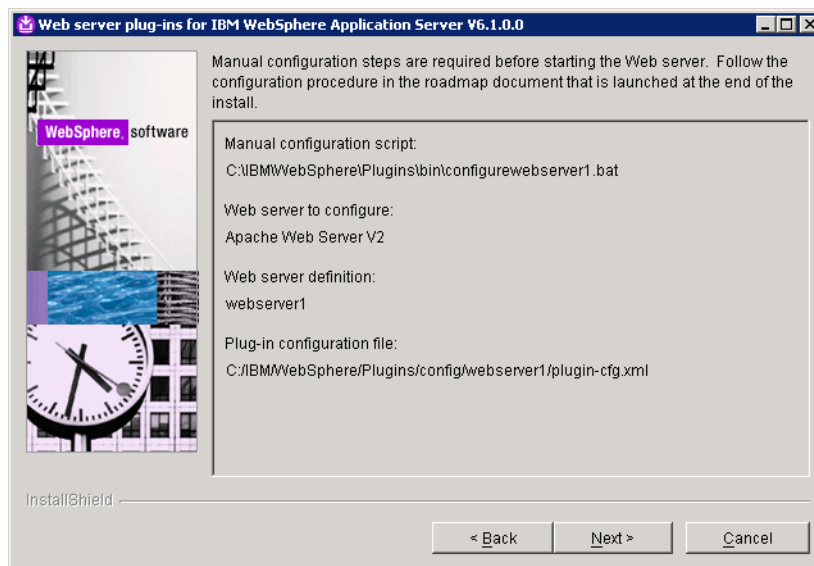 Web server plug-ins for IBM WebSphere Application Server V6.1.0.0
Manual configuration steps are required before starting the Web server. Follow the
configuration procedure in the roadmap document that is launched at the end of the
install.
WebSphere. software
Manual configuration script:
C:\IBM\WebSphere\Plugins\bin\configurewebserver1.bat
Web server to configure:
Apache Web Server V2
Web server definition:
webserver1
Plug-in configuration file:
C:/IBM/WebSphere/Plugins/config/webserver1/plugin-cfg.xml
InstallShield
< Back
Next >
Cancel